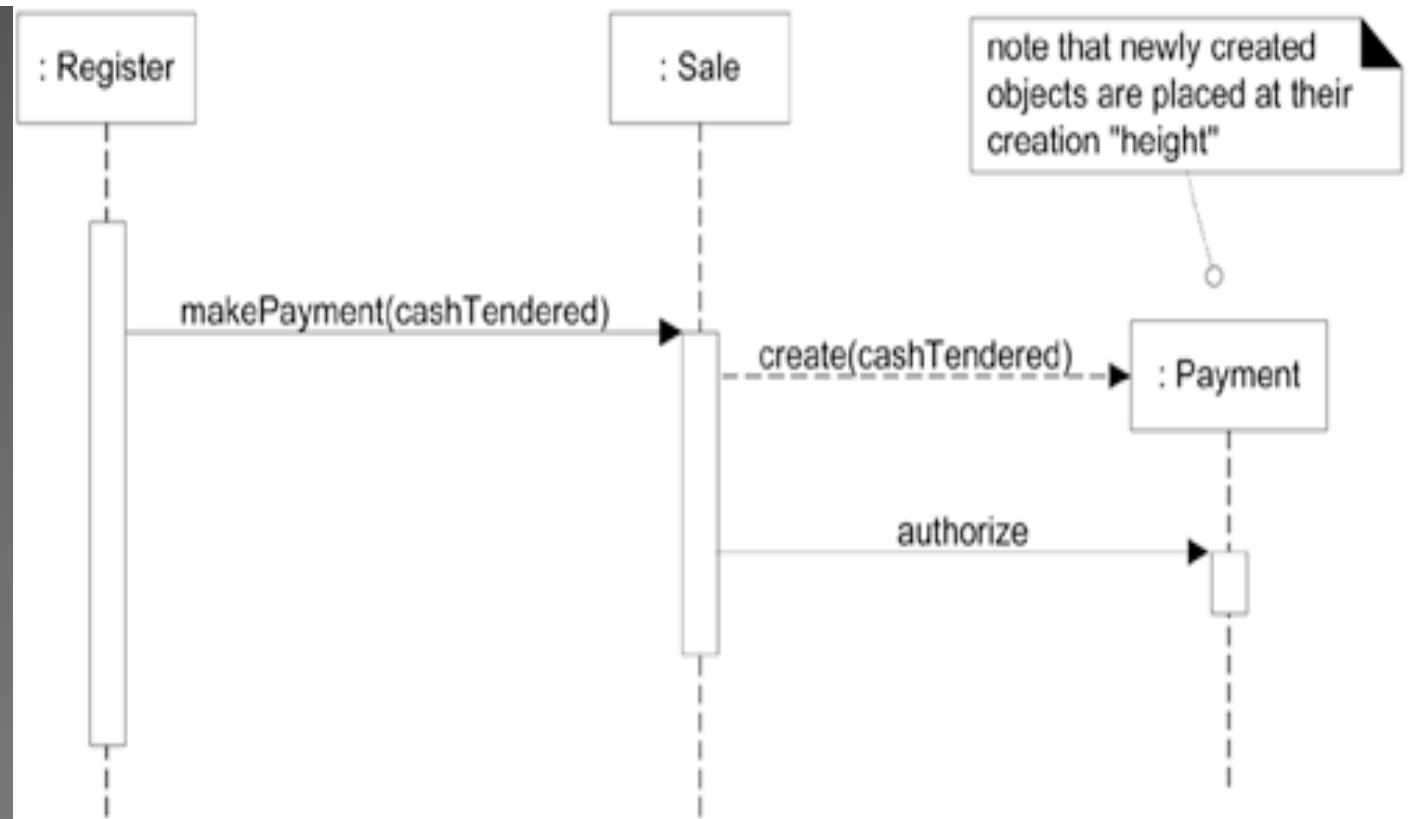 : Register
: Sale
note that newly created
objects are placed at their
creation "height"
makePayment(cashTendered)
create(cashTendered)
: Payment
authorize